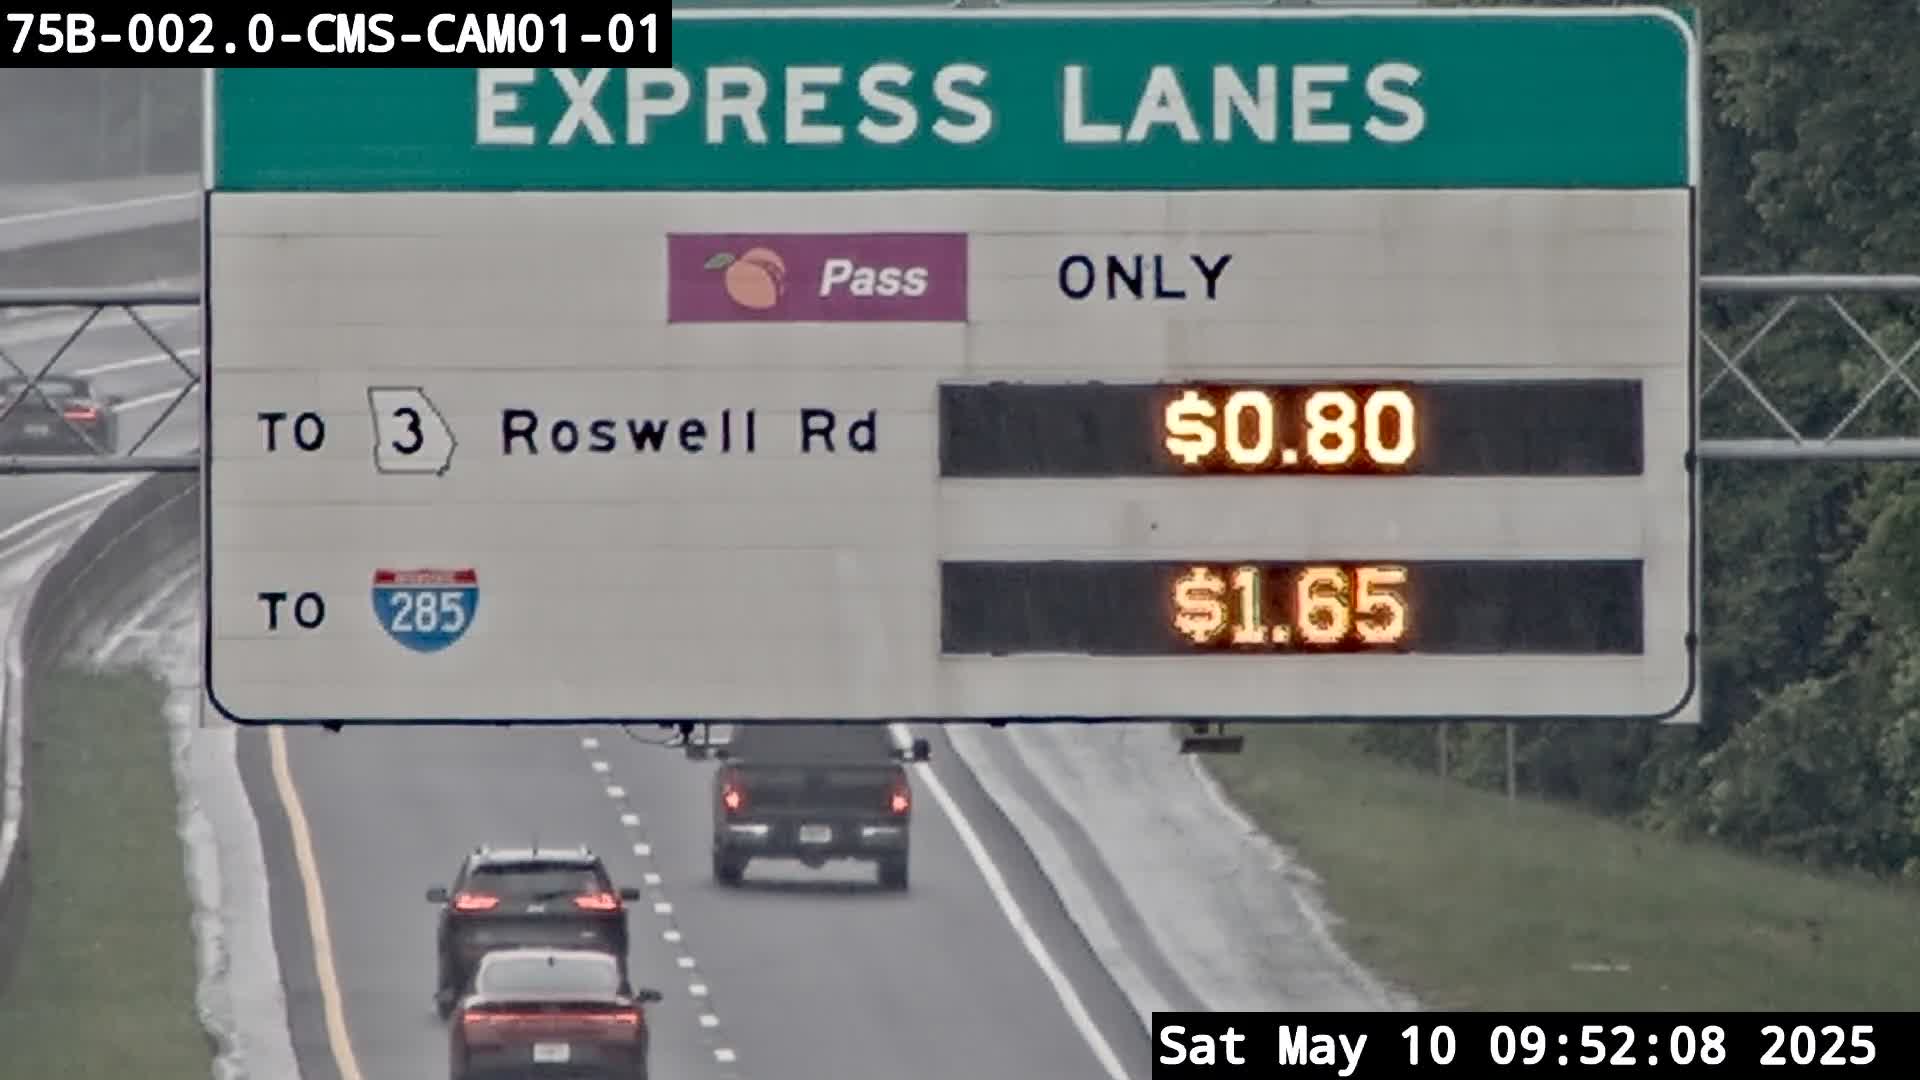 75B-002.0-CMS-CAM01-01
EXPRESS LANES
Pass ONLY
TO 3 Roswell Rd $0.80
TO 285 $1.65
Sat May 10 09:52:08 2025